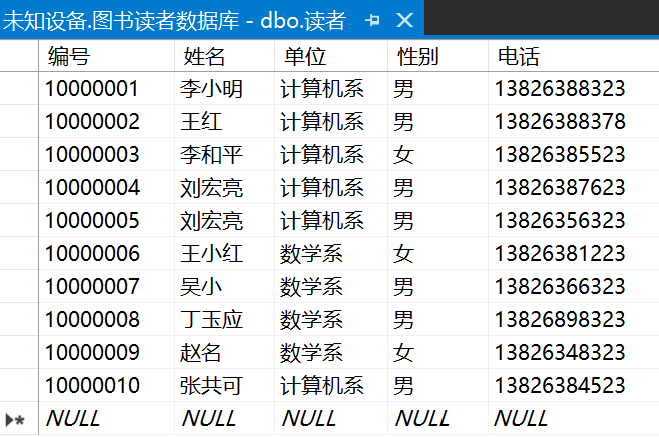 未知设备.图书读者数据库 - dbo.读者
编号 姓名 单位 性别 电话
10000001 李小明 计算机系 男 13826388323
10000002 王红 计算机系 男 13826388378
10000003 李和平 计算机系 女 13826385523
10000004 刘宏亮 计算机系 男 13826387623
10000005 刘宏亮 计算机系 男 13826356323
10000006 王小红 数学系 女 13826381223
10000007 吴小 数学系 男 13826366323
10000008 丁玉应 数学系 男 13826898323
10000009 赵名 数学系 女 13826348323
10000010 张共可 计算机系 男 13826384523
NULL NULL NULL NULL NULL